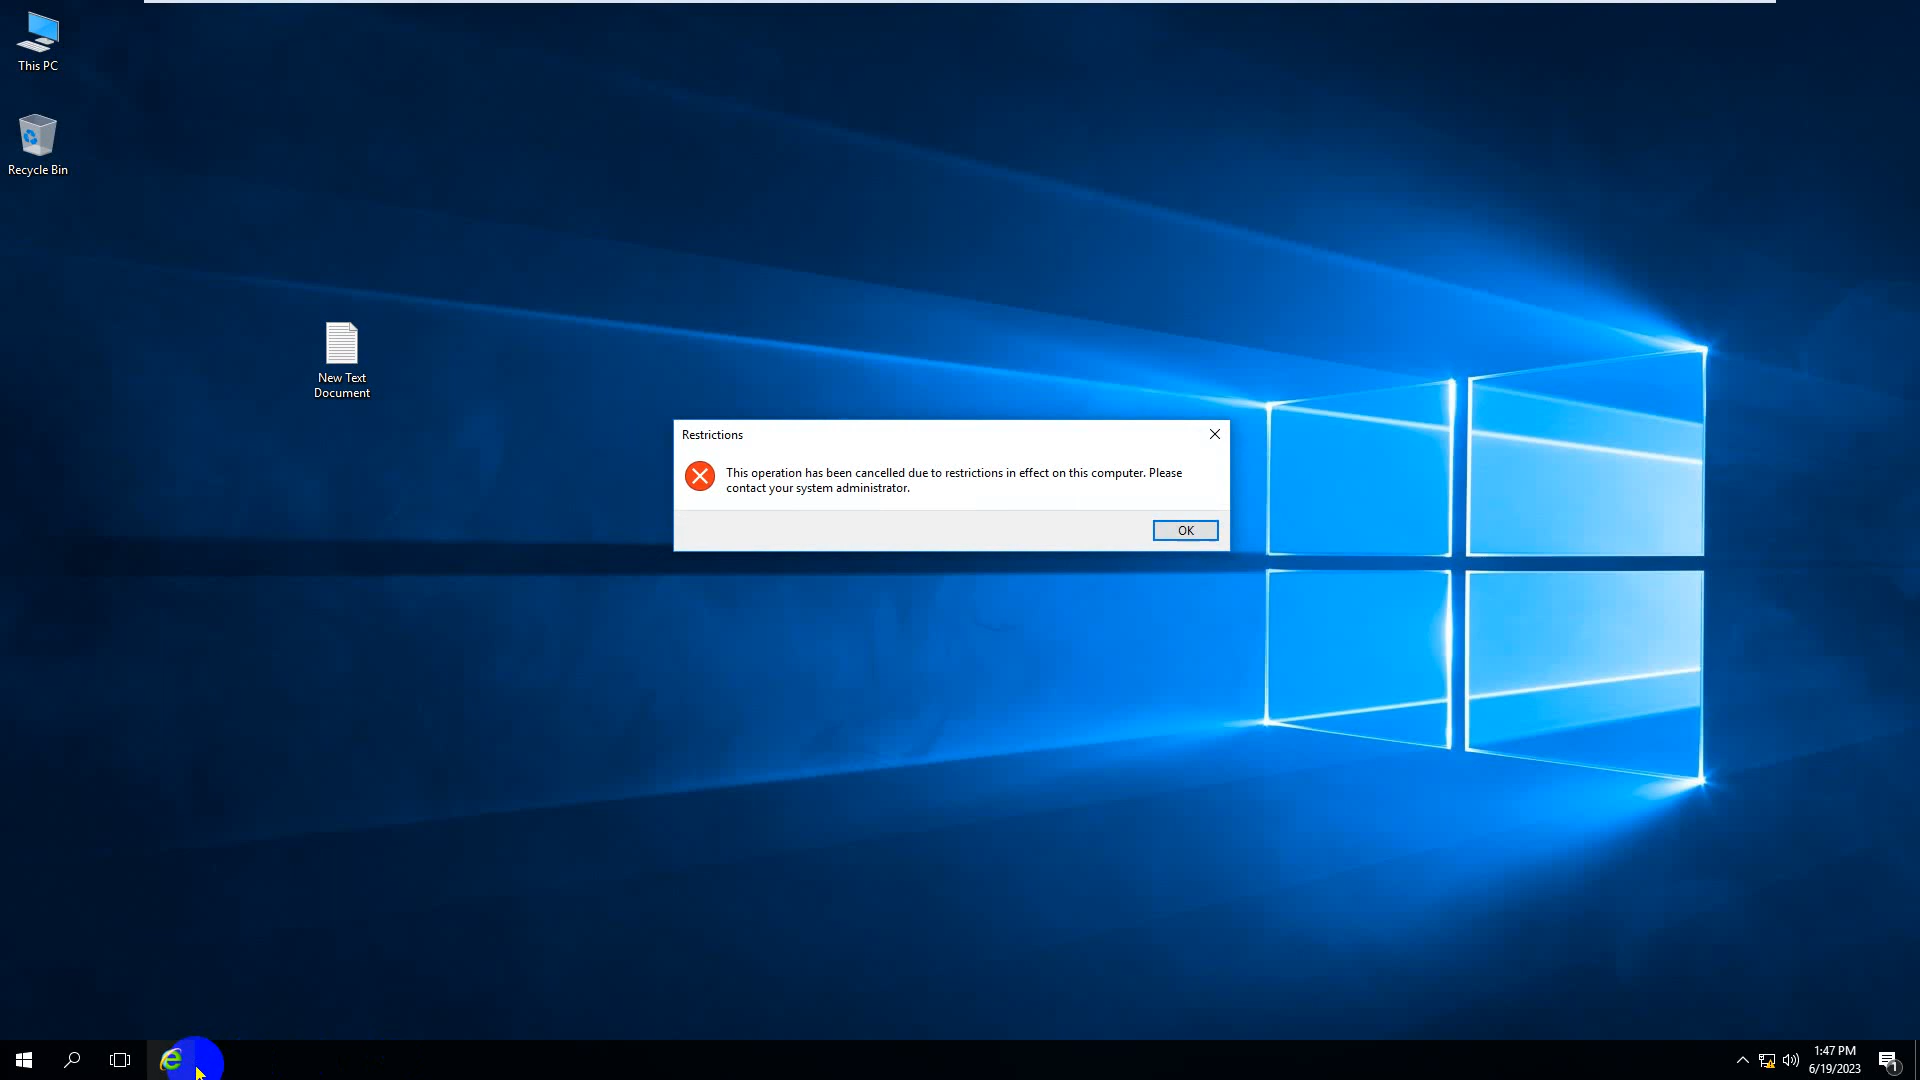 This PC
Recycle Bin
New Text
Document
Restrictions
This operation has been cancelled due to restrictions in effect on this computer. Please
contact your system administrator.
OK
1:47 PM
6/19/2023
1